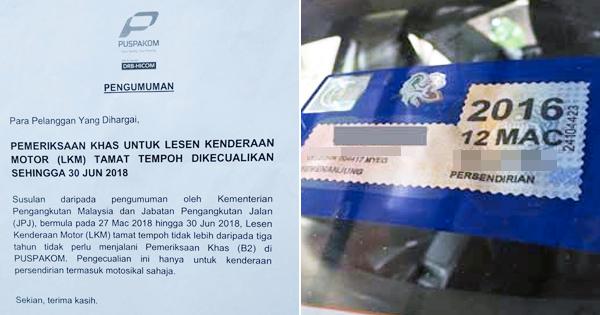 PUSPAKOM
DRB-HICOM
PENGUMUMAN
Para Pelanggan Yang Dihargai,
PEMERIKSAAN KHAS UNTUK LESEN KENDERAAN
MOTOR (LKM) TAMAT TEMPOH DIKECUALIKAN
SEHINGGA 30 JUN 2018
Susulan daripada pengumuman oleh Kementerian
Pengangkutan Malaysia dan Jabatan Pengangkutan Jalan
(JPJ), bermula pada 27 Mac 2018 hingga 30 Jun 2018, Lesen
Kenderaan Motor (LKM) tamat tempoh tidak lebih daripada tiga
tahun tidak perlu menjalani Pemeriksaan Khas (B2) di
PUSPAKOM. Pengecualian ini hanya untuk kenderaan
persendirian termasuk motosikal sahaja.
Sekian, terima kasih.
2016
12 MAC
24104423
004417 MYEG
PERSENDIRIAN